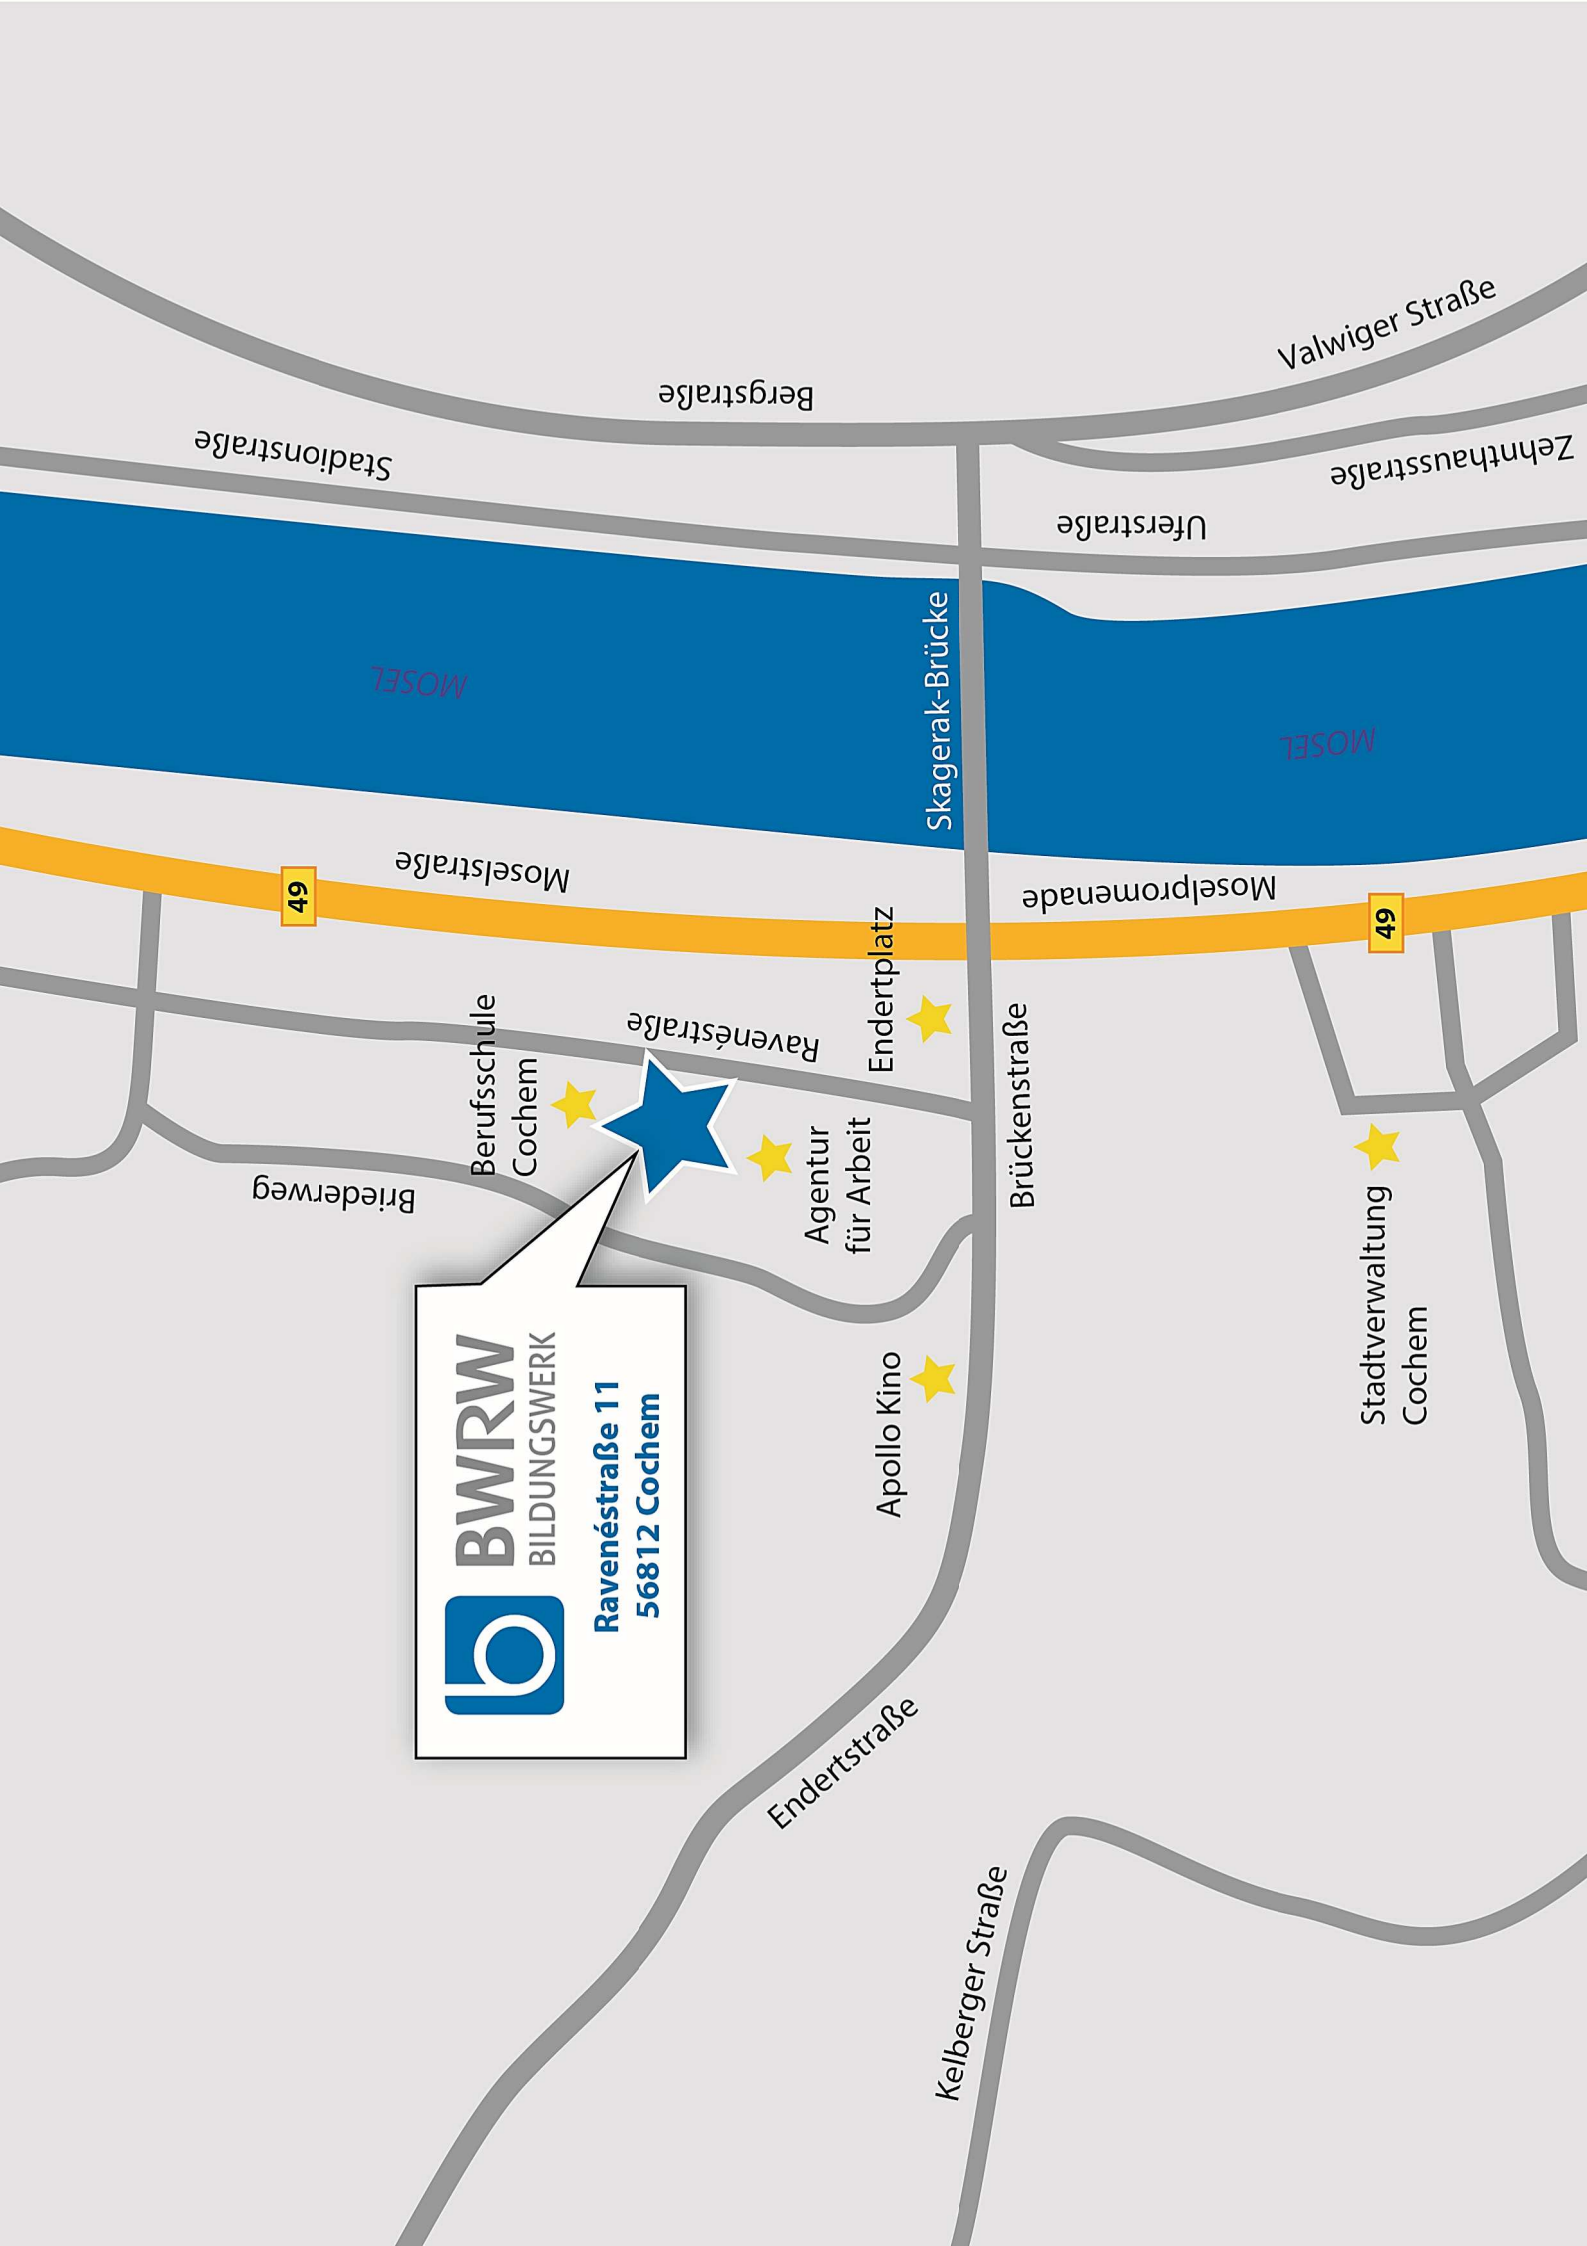 Valwiger Straße
Bergstraße
Zehnthausstraße
Stadionstraße
Uferstraße
Skagerak-Brücke
MOSEL
MOSEL
Moselstraße
49
Moselpromenade
49
Endertplatz
Ravenéstraße
Berufsschule
Cochem
Brückenstraße
Agentur
für Arbeit
Briederweg
Stadtverwaltung
Cochem
Apollo Kino
b
BWRW
BILDUNGSWERK
Ravenéstraße 11
56812 Cochem
Endertstraße
Kelberger Straße